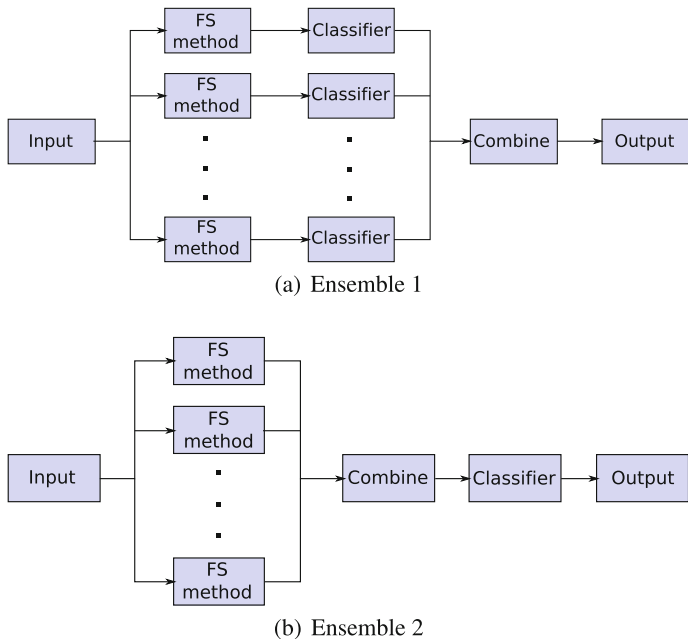 FS
method
Classifier
FS
method
Classifier
Input
Combine
Output
FS
method
Classifier
(a) Ensemble 1
FS
method
FS
method
Input
Combine
Classifier
Output
FS
method
(b) Ensemble 2